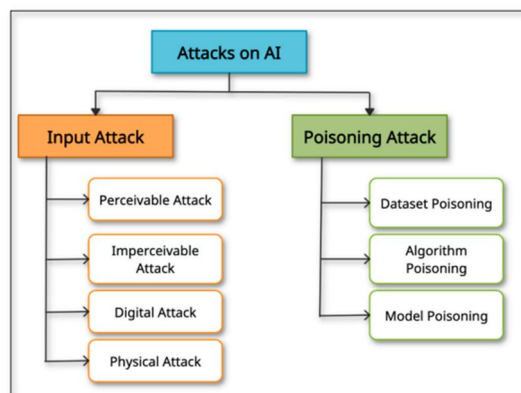 Attacks on AI
Input Attack
Poisoning Attack
Perceivable Attack
Imperceivable
Attack
Digital Attack
Physical Attack
Dataset Poisoning
Algorithm
Poisoning
Model Poisoning